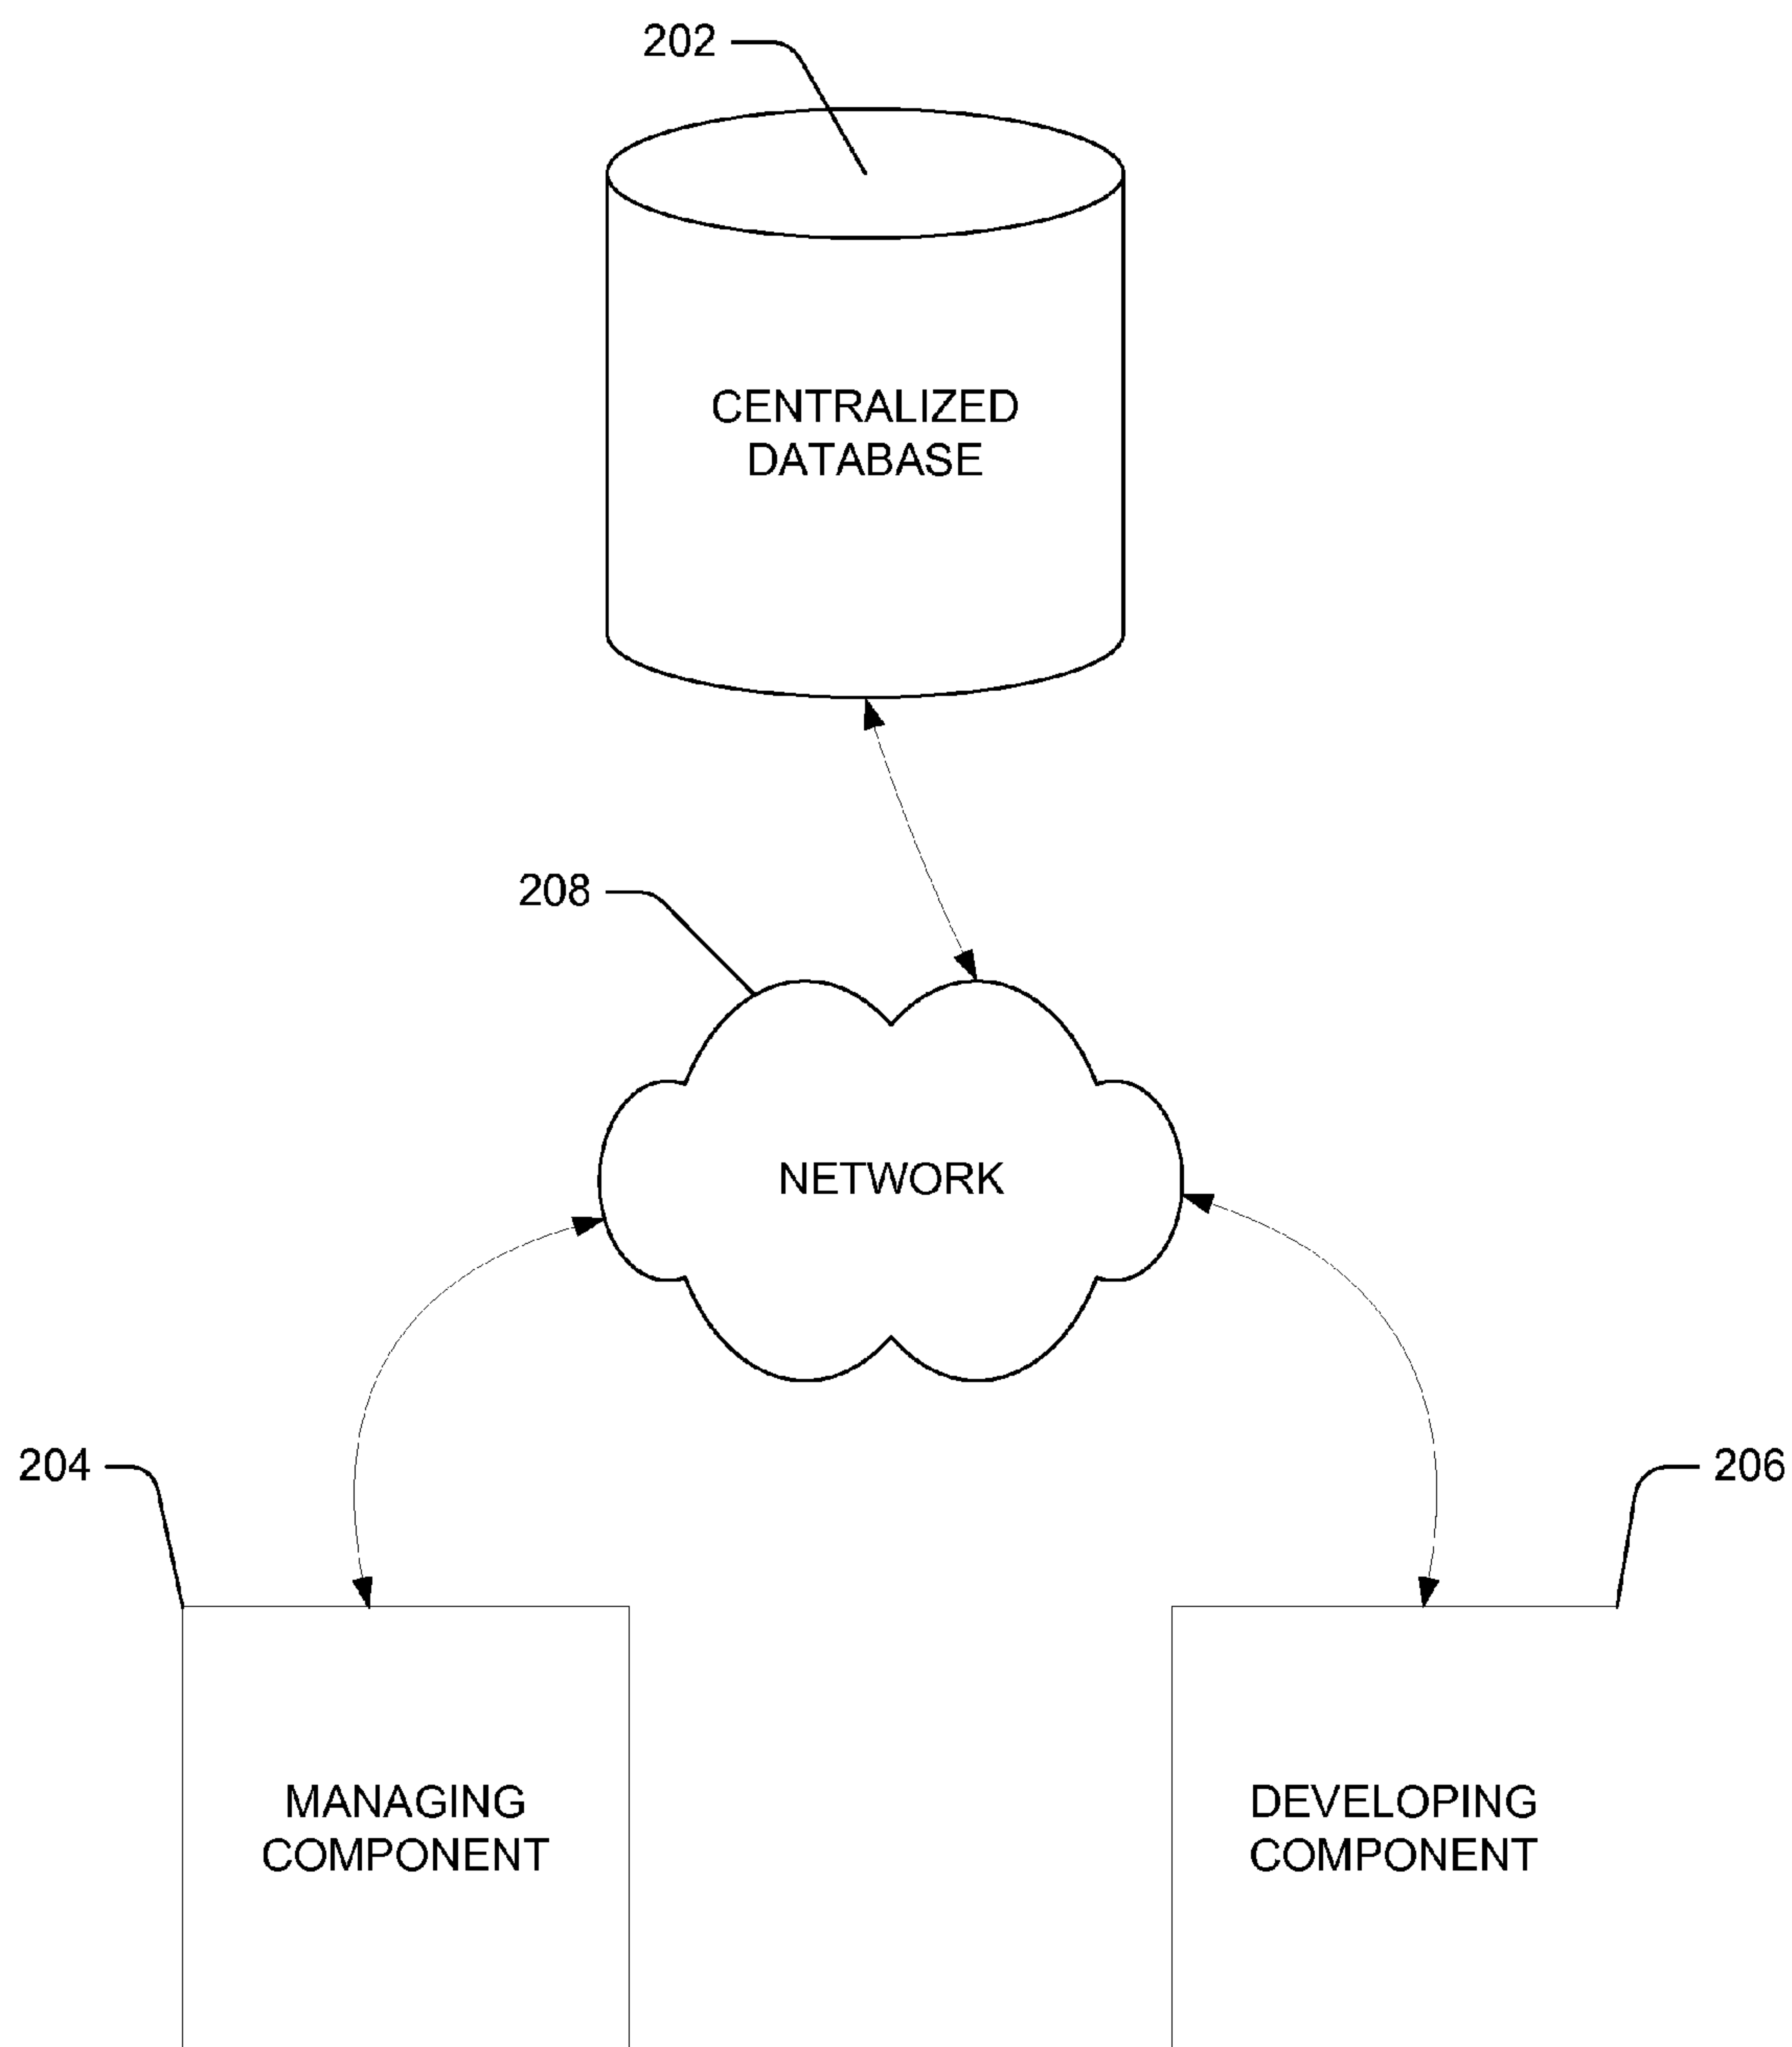 202
CENTRALIZED
DATABASE
208
NETWORK
204
206
MANAGING
COMPONENT
DEVELOPING
COMPONENT